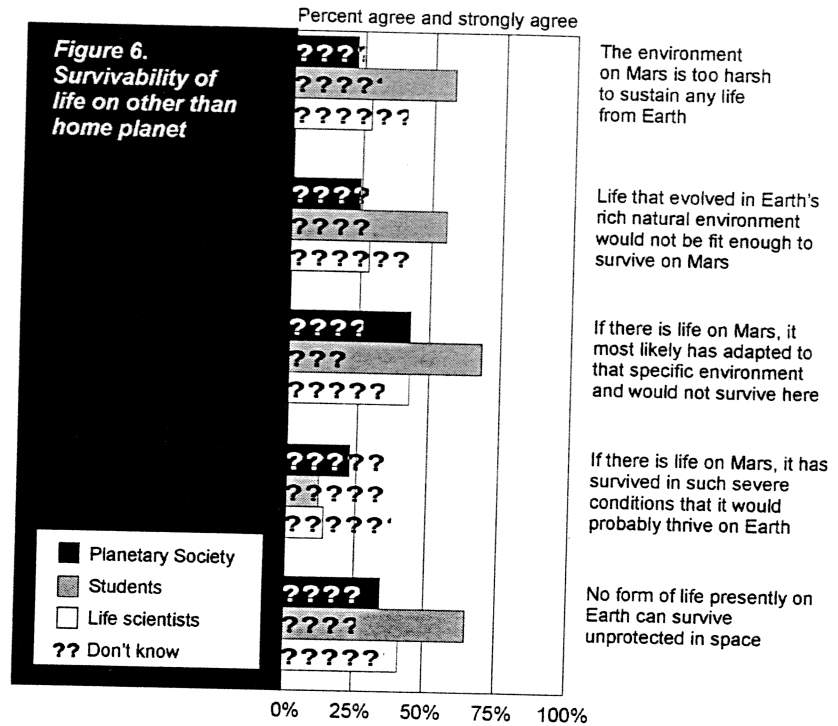 Percent agree and strongly agree
Figure 6.
Survivability of
life on other than
home planet
????
????
??????
The environment
on Mars is too harsh
to sustain any life
from Earth
????
????
??????
Life that evolved in Earth's
rich natural environment
would not be fit enough to
survive on Mars
????
???
?????
If there is life on Mars, it
most likely has adapted to
that specific environment
and would not survive here
?????
?????
?????
If there is life on Mars, it has
survived in such severe
conditions that it would
probably thrive on Earth
????
????
?????
No form of life presently on
Earth can survive
unprotected in space
Planetary Society
Students
Life scientists
?? Don't know
0% 25% 50% 75% 100%